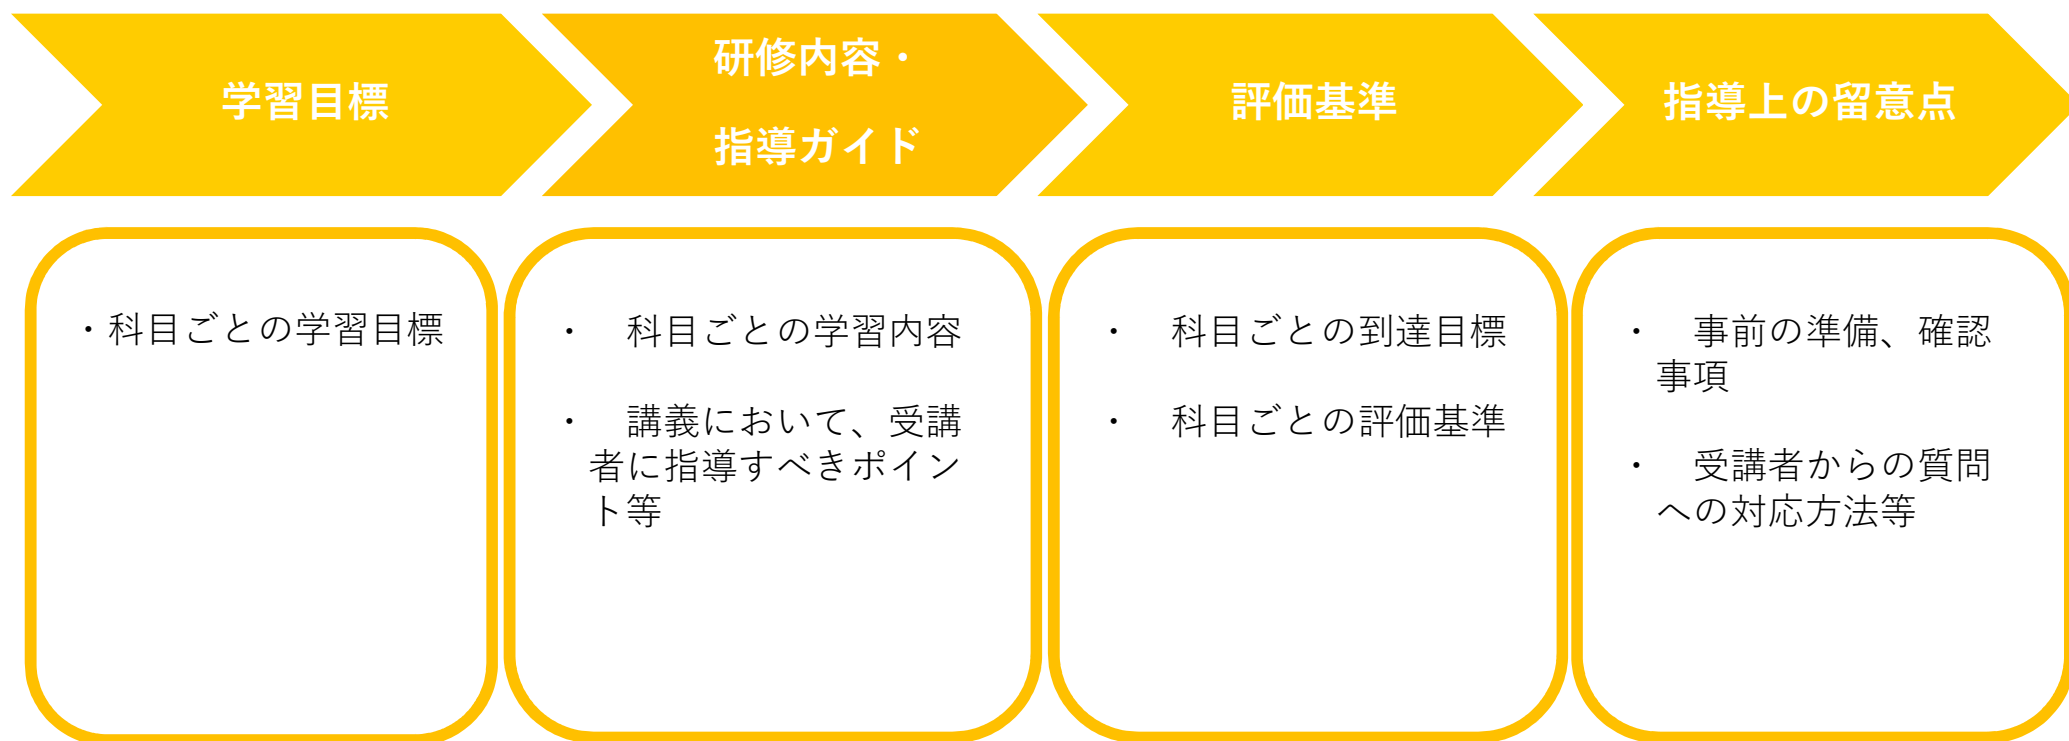 学習目標
研修内容・
指導ガイド
評価基準
指導上の留意点
・科目ごとの学習目標
・　科目ごとの学習内容
・　講義において、受講
者に指導すべきポイン
ト等
・　科目ごとの到達目標
・　科目ごとの評価基準
・　事前の準備、確認
事項
・　受講者からの質問
への対応方法等